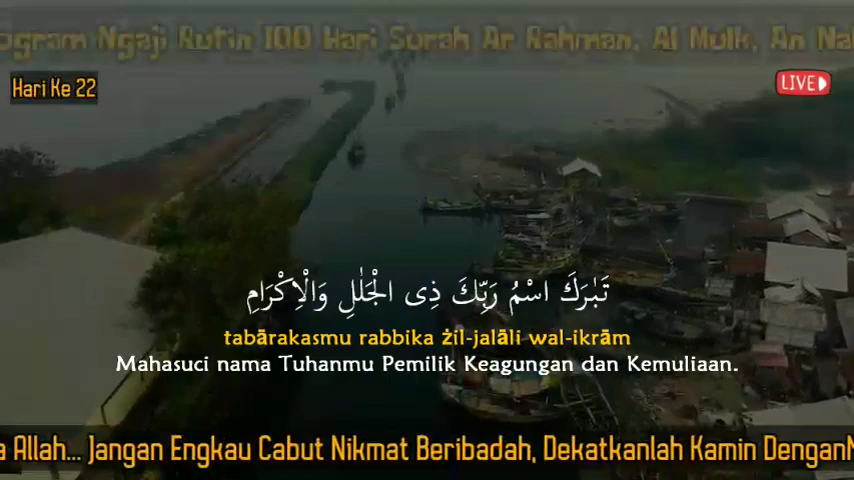 ogram Ngaji Rutin 100 Hari Surah Ar Rahman, Al Mulk, An Na
Hari Ke 22
LIVE
تَبٰرَكَ اسْمُ رَبِّكَ ذِى الْجَلٰلِ وَالْاِكْرَامِ
tabārakasmu rabbika żil-jalāli wal-ikrām
Mahasuci nama Tuhanmu Pemilik Keagungan dan Kemuliaan.
a Allah... Jangan Engkau Cabut Nikmat Beribadah, Dekatkanlah Kamin Dengan